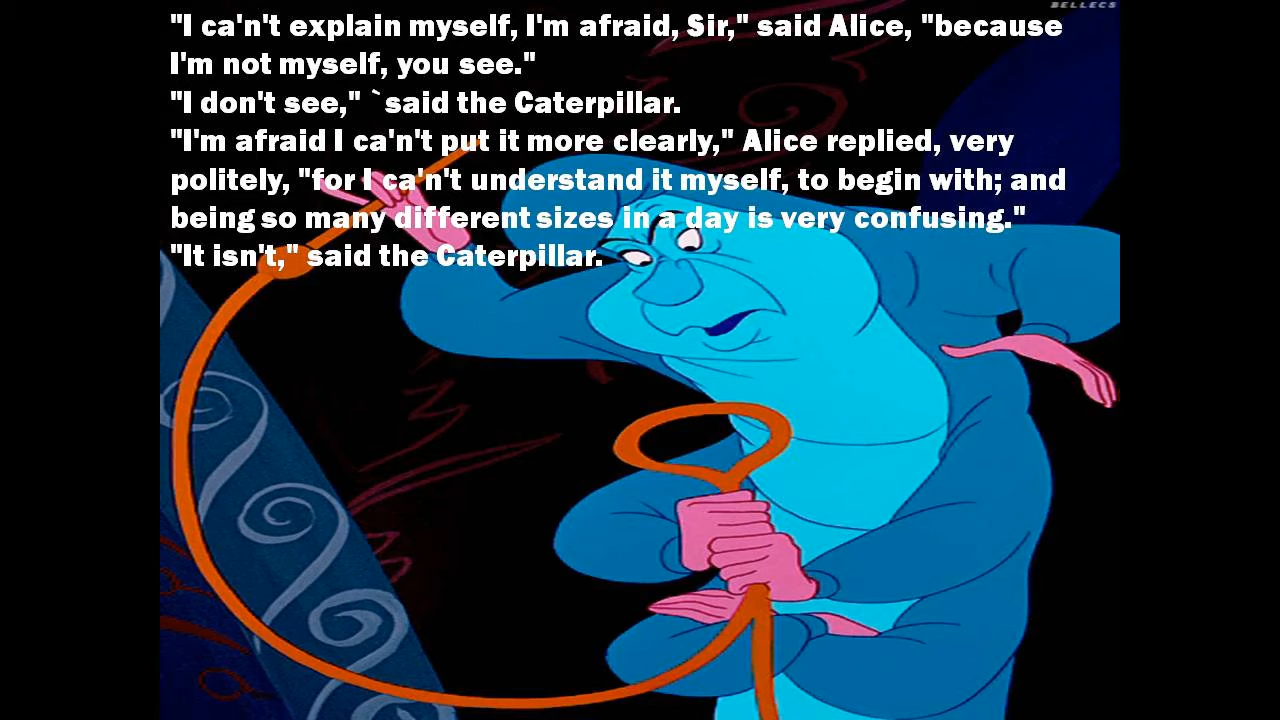 BELLECS
"I ca'n't explain myself, I'm afraid, Sir," said Alice, "because
I'm not myself, you see."
"I don't see," `said the Caterpillar.
"I'm afraid I ca'n't put it more clearly," Alice replied, very
politely, "for I ca'n't understand it myself, to begin with; and
being so many different sizes in a day is very confusing."
"It isn't," said the Caterpillar.